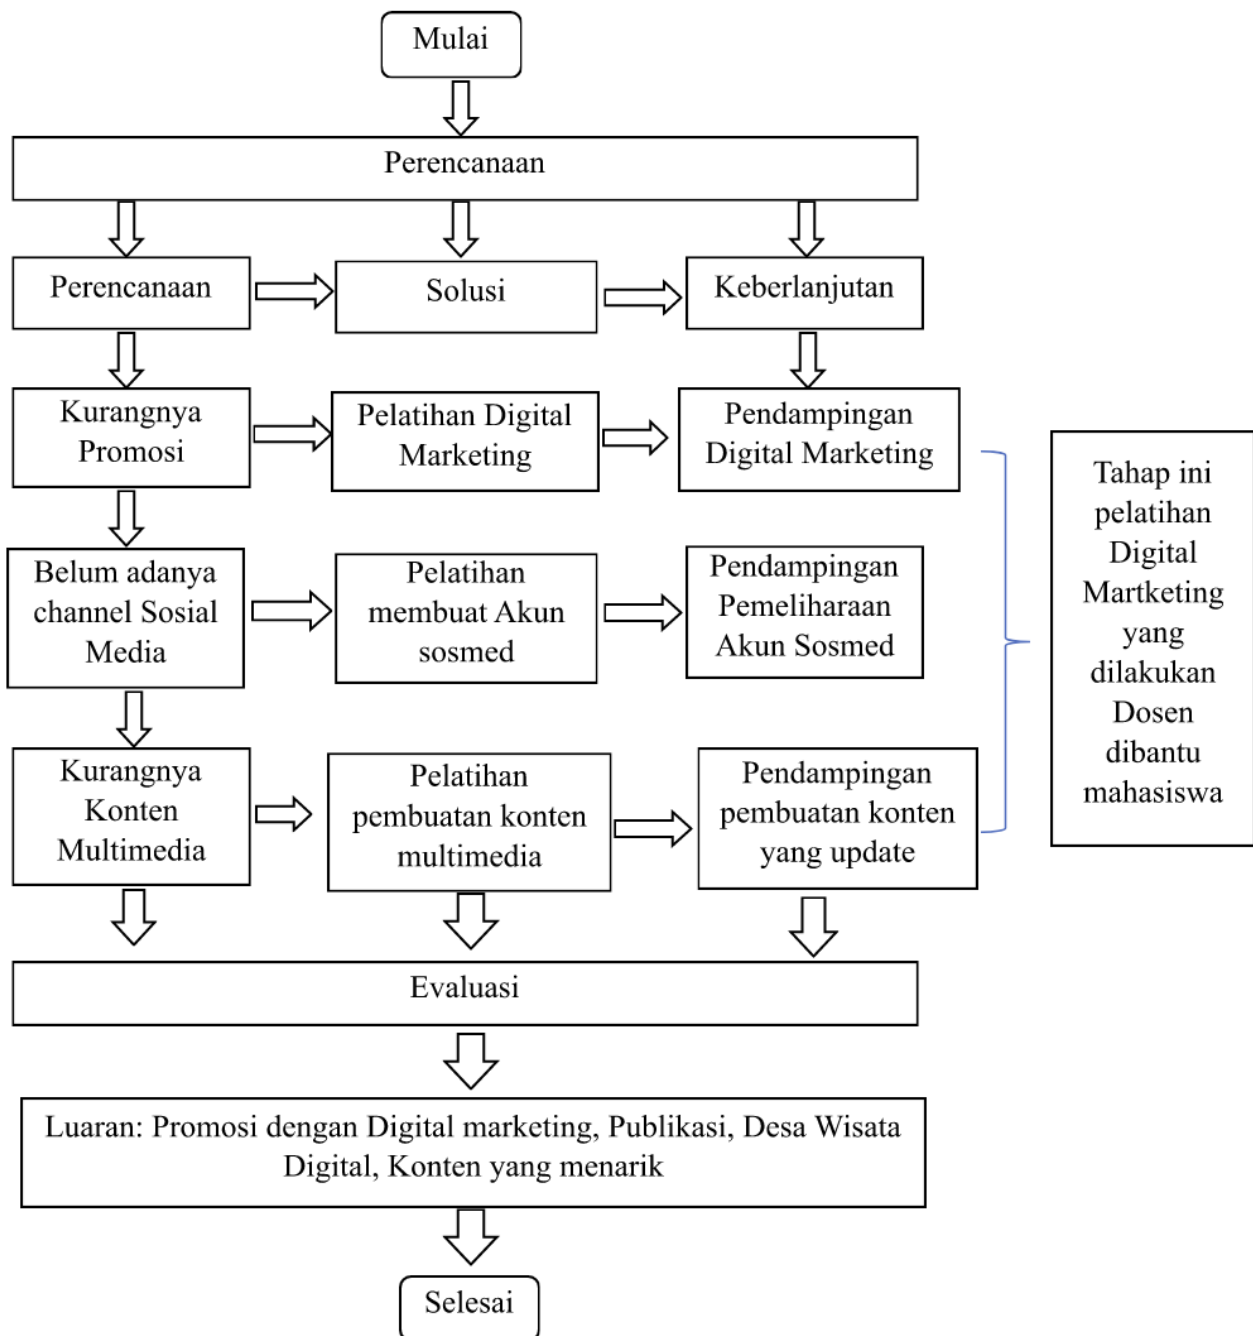 Mulai
Perencanaan
Perencanaan
Solusi
Keberlanjutan
Kurangnya
Promosi
Pelatihan Digital
Marketing
Pendampingan
Digital Marketing
Belum adanya
channel Sosial
Media
Pelatihan
membuat Akun
sosmed
Pendampingan
Pemeliharaan
Akun Sosmed
Kurangnya
Konten
Multimedia
Pelatihan
pembuatan konten
multimedia
Pendampingan
pembuatan konten
yang update
Tahap ini
pelatihan
Digital
Martketing
yang
dilakukan
Dosen
dibantu
mahasiswa
Evaluasi
Luaran: Promosi dengan Digital marketing, Publikasi, Desa Wisata
Digital, Konten yang menarik
Selesai